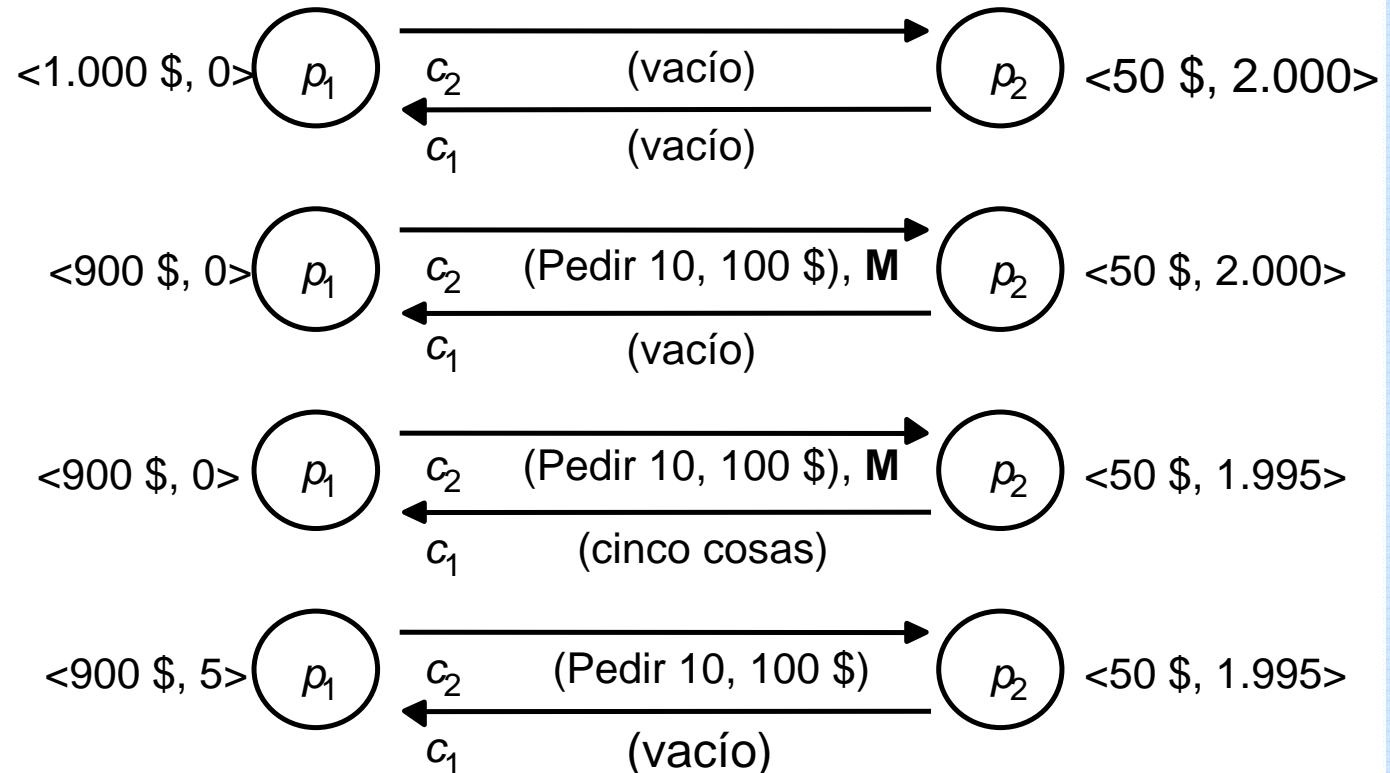 <1.000 $, 0> p1 c2 (vacío) p2 <50 $, 2.000>
c1 (vacío)
<900 $, 0> p1 c2 (Pedir 10, 100 $), M p2 <50 $, 2.000>
c1 (vacío)
<900 $, 0> p1 c2 (Pedir 10, 100 $), M p2 <50 $, 1.995>
c1 (cinco cosas)
<900 $, 5> p1 c2 (Pedir 10, 100 $) p2 <50 $, 1.995>
c1 (vacío)